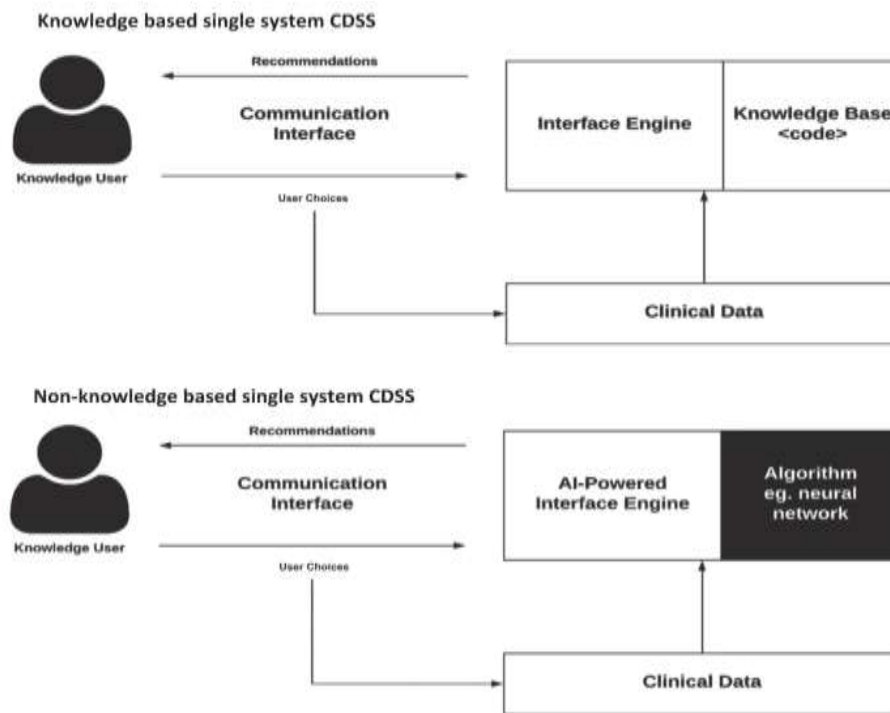 Knowledge based single system CDSS
Recommendations
Communication
Interface
Knowledge User
User Choices
Interface Engine
Knowledge Base
<code>
Clinical Data
Non-knowledge based single system CDSS
Recommendations
Communication
Interface
Knowledge User
User Choices
AI-Powered
Interface Engine
Algorithm
eg. neural
network
Clinical Data